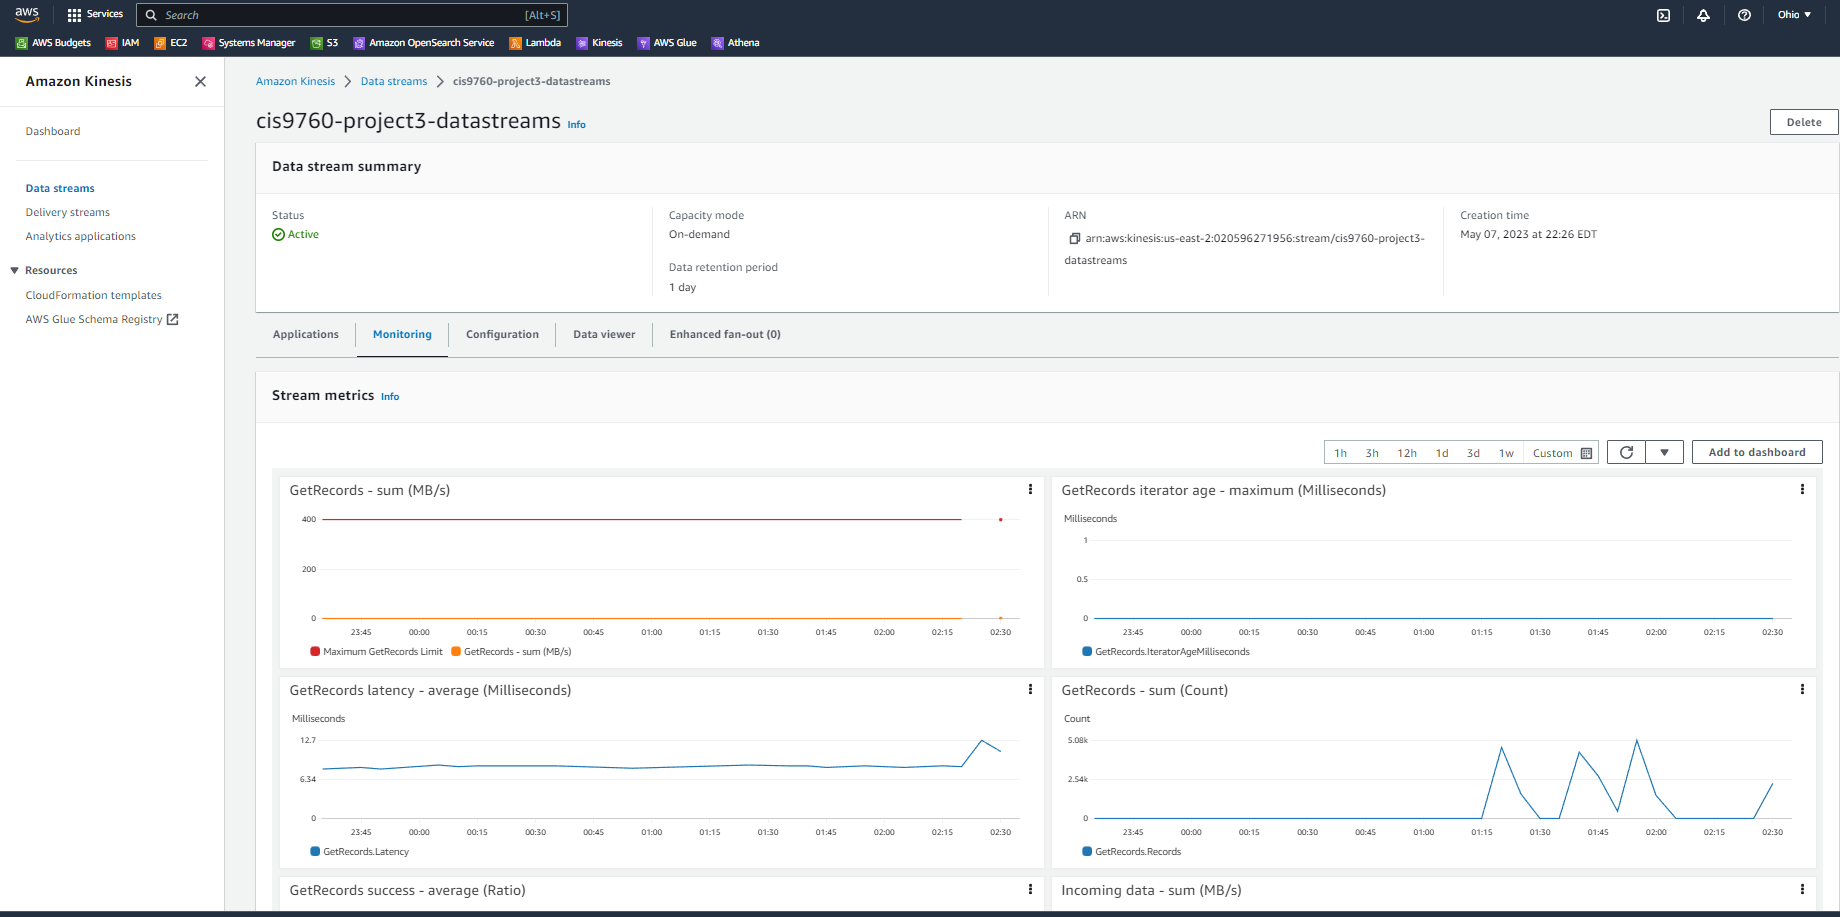 aws Services Search [Alt+S] Ohio ▼
AWS Budgets IAM EC2 Systems Manager S3 Amazon OpenSearch Service Lambda Kinesis AWS Glue Athena
Amazon Kinesis
Dashboard
Data streams
Delivery streams
Analytics applications
Resources
CloudFormation templates
AWS Glue Schema Registry
Amazon Kinesis Data streams cis9760-project3-datastreams
cis9760-project3-datastreams Info
Delete
Data stream summary
Status
Active
Capacity mode
On-demand
Data retention period
1 day
ARN
arn:aws:kinesis:us-east-2:020596271956:stream/cis9760-project3-
datastreams
Creation time
May 07, 2023 at 22:26 EDT
Applications Monitoring Configuration Data viewer Enhanced fan-out (0)
Stream metrics Info
1h 3h 12h 1d 3d 1w Custom Add to dashboard
GetRecords - sum (MB/s)
400
200
0
23:45 00:00 00:15 00:30 00:45 01:00 01:15 01:30 01:45 02:00 02:15 02:30
Maximum GetRecords Limit GetRecords - sum (MB/s)
GetRecords iterator age - maximum (Milliseconds)
Milliseconds
1
0.5
0
23:45 00:00 00:15 00:30 00:45 01:00 01:15 01:30 01:45 02:00 02:15 02:30
GetRecords.IteratorAgeMilliseconds
GetRecords latency - average (Milliseconds)
Milliseconds
12.7
6.34
0
23:45 00:00 00:15 00:30 00:45 01:00 01:15 01:30 01:45 02:00 02:15 02:30
GetRecords.Latency
GetRecords - sum (Count)
Count
5.08k
2.54k
0
23:45 00:00 00:15 00:30 00:45 01:00 01:15 01:30 01:45 02:00 02:15 02:30
GetRecords.Records
GetRecords success - average (Ratio)
Incoming data - sum (MB/s)